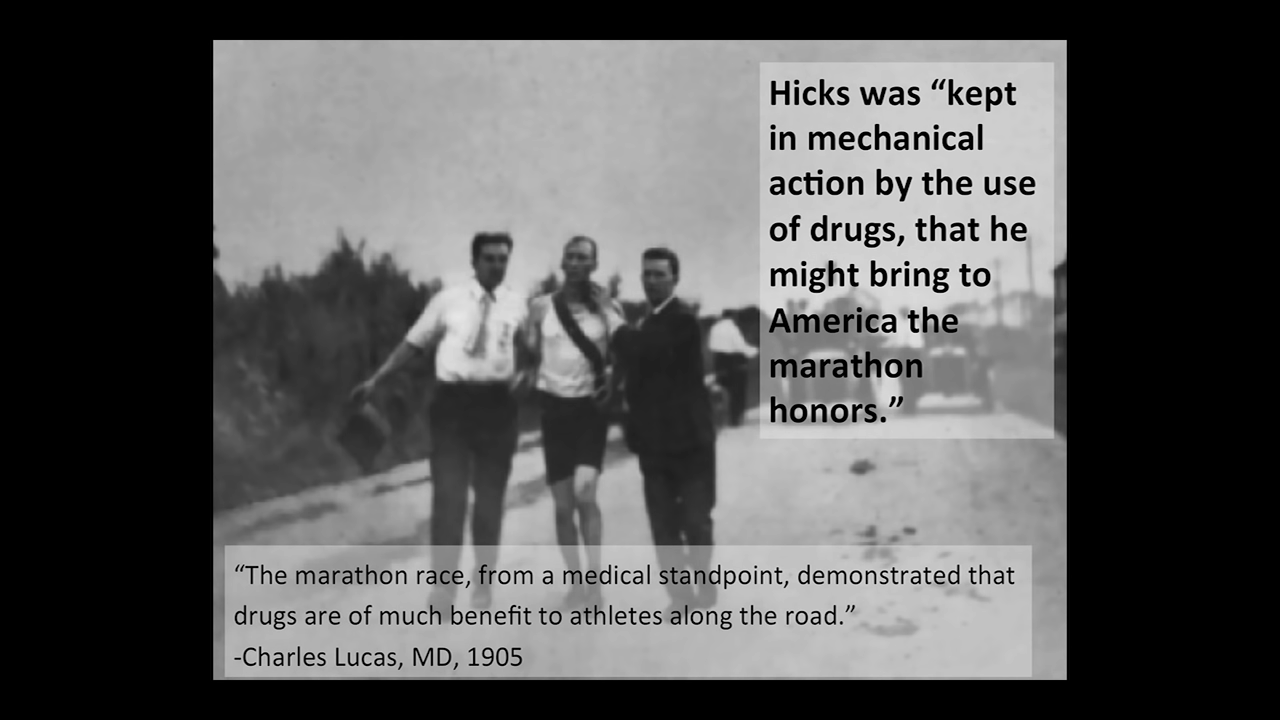 Hicks was “kept
in mechanical
action by the use
of drugs, that he
might bring to
America the
marathon
honors.”
“The marathon race, from a medical standpoint, demonstrated that
drugs are of much benefit to athletes along the road.”
-Charles Lucas, MD, 1905